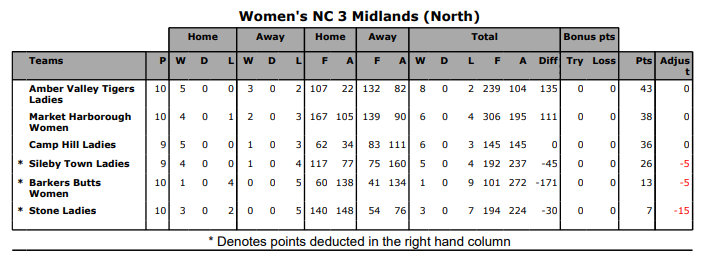 Women's NC 3 Midlands (North)
Home Away Home Away Total Bonus pts
Teams P W D L W D L F A F A W D L F A Diff Try Loss Pts Adjus
t
Amber Valley Tigers
Ladies 10 5 0 0 3 0 2 107 22 132 82 8 0 2 239 104 135 0 0 43 0
Market Harborough
Women 10 4 0 1 2 0 3 167 105 139 90 6 0 4 306 195 111 0 0 38 0
Camp Hill Ladies 9 5 0 0 1 0 3 62 34 83 111 6 0 3 145 145 0 0 0 36 0
* Sileby Town Ladies 9 4 0 0 1 0 4 117 77 75 160 5 0 4 192 237 -45 0 0 26 -5
* Barkers Butts
Women 10 1 0 4 0 0 5 60 138 41 134 1 0 9 101 272 -171 0 0 13 -5
* Stone Ladies 10 3 0 2 0 0 5 140 148 54 76 3 0 7 194 224 -30 0 0 7 -15
* Denotes points deducted in the right hand column